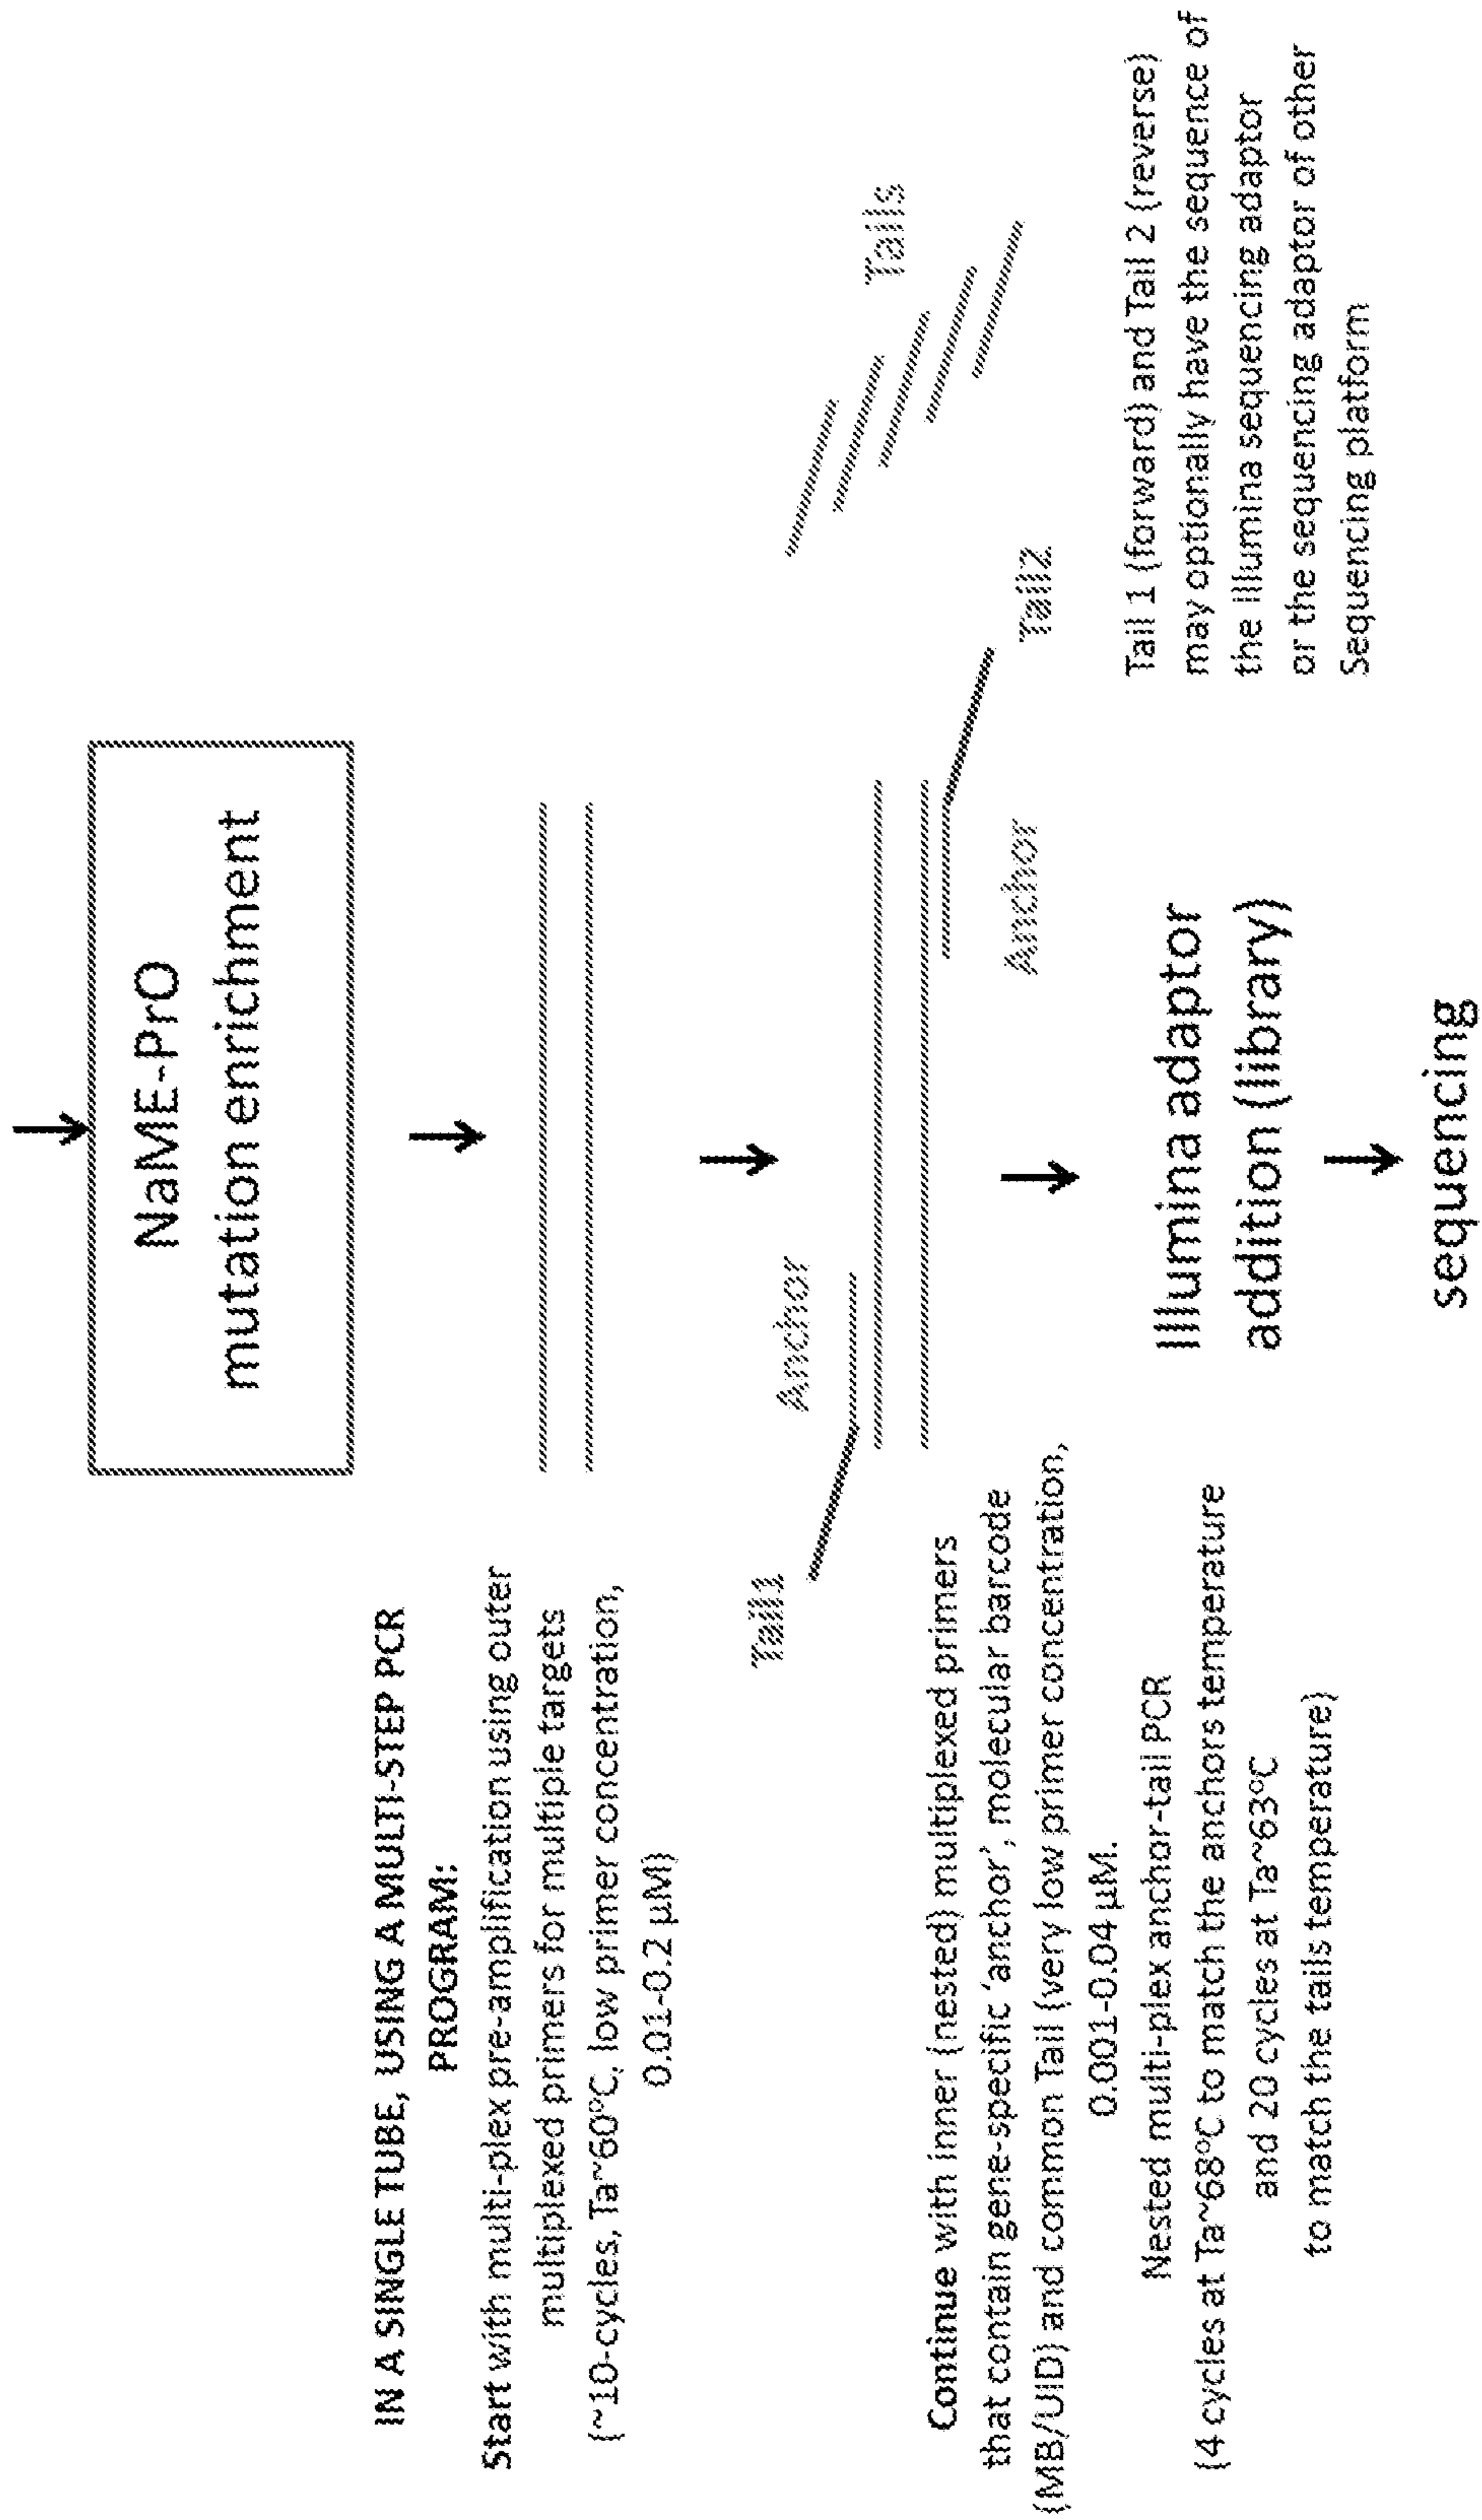 NaME-PrO
mutation enrichment
IN A SINGLE TUBE, USING A MULTI-STEP PCR
PROGRAM:
Start with multi-plex pre-amplification using outer
multiplexed primers for multiple targets
(~10-cycles, Ta~60ºC, low primer concentration,
0.01-0.2 µM)
Tail1
Anchor
Tails
Continue with inner (nested) multiplexed primers
that contain gene-specific ‘anchor’, molecular barcode
(MB/UID) and common Tail (very low primer concentration,
0.001-0.04 µM.
Nested multi-plex anchor-tail PCR
(4 cycles at Ta~68ºC to match the anchors temperature
and 20 cycles at Ta~63ºC
to match the tails temperature)
Anchor
Tail2
Illumina adaptor
addition (library)
Tail 1 (forward) and Tail 2 (reverse)
may optionally have the sequence of
the Illumina sequencing adaptor
or the sequencing adaptor of other
Sequencing platform
sequencing